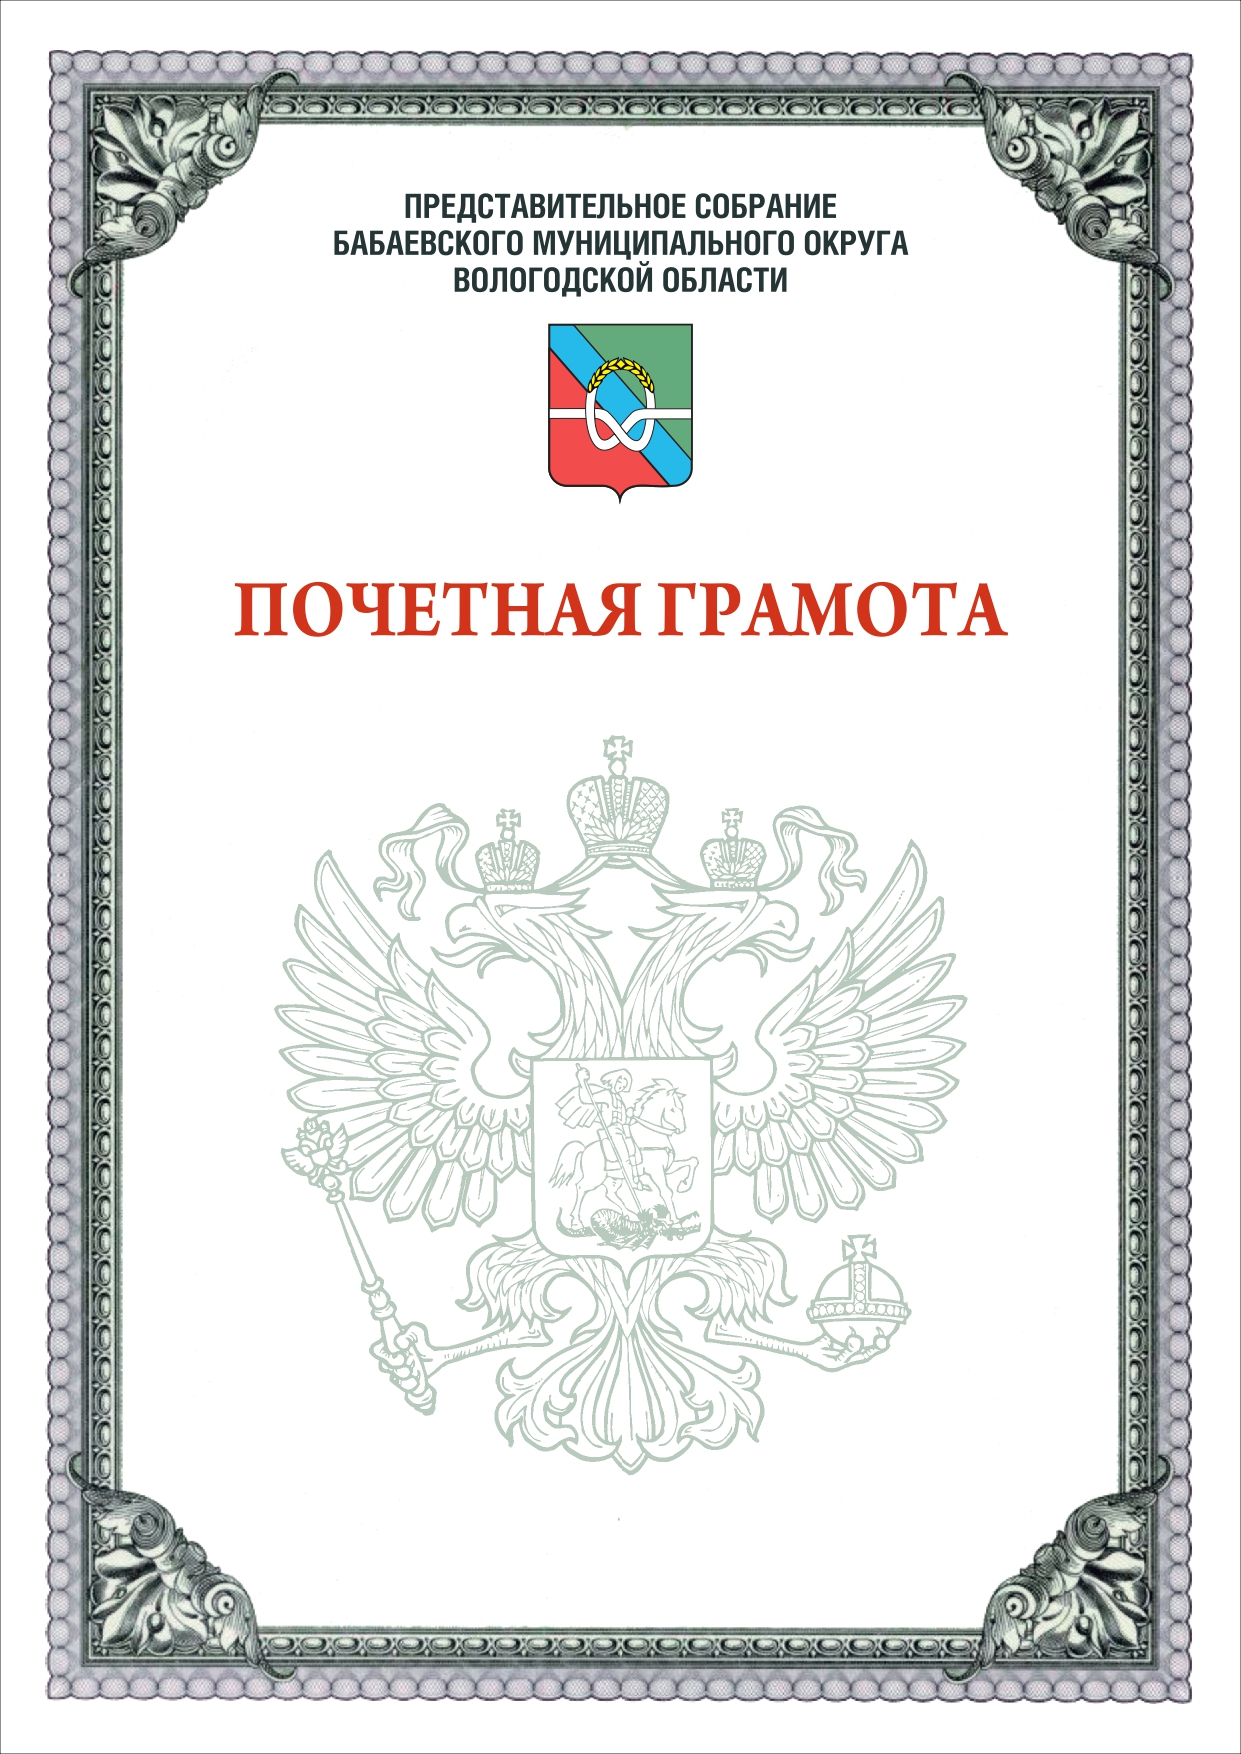 ПРЕДСТАВИТЕЛЬНОЕ СОБРАНИЕ
БАБАЕВСКОГО МУНИЦИПАЛЬНОГО ОКРУГА
ВОЛОГОДСКОЙ ОБЛАСТИ
ПОЧЕТНАЯ ГРАМОТА